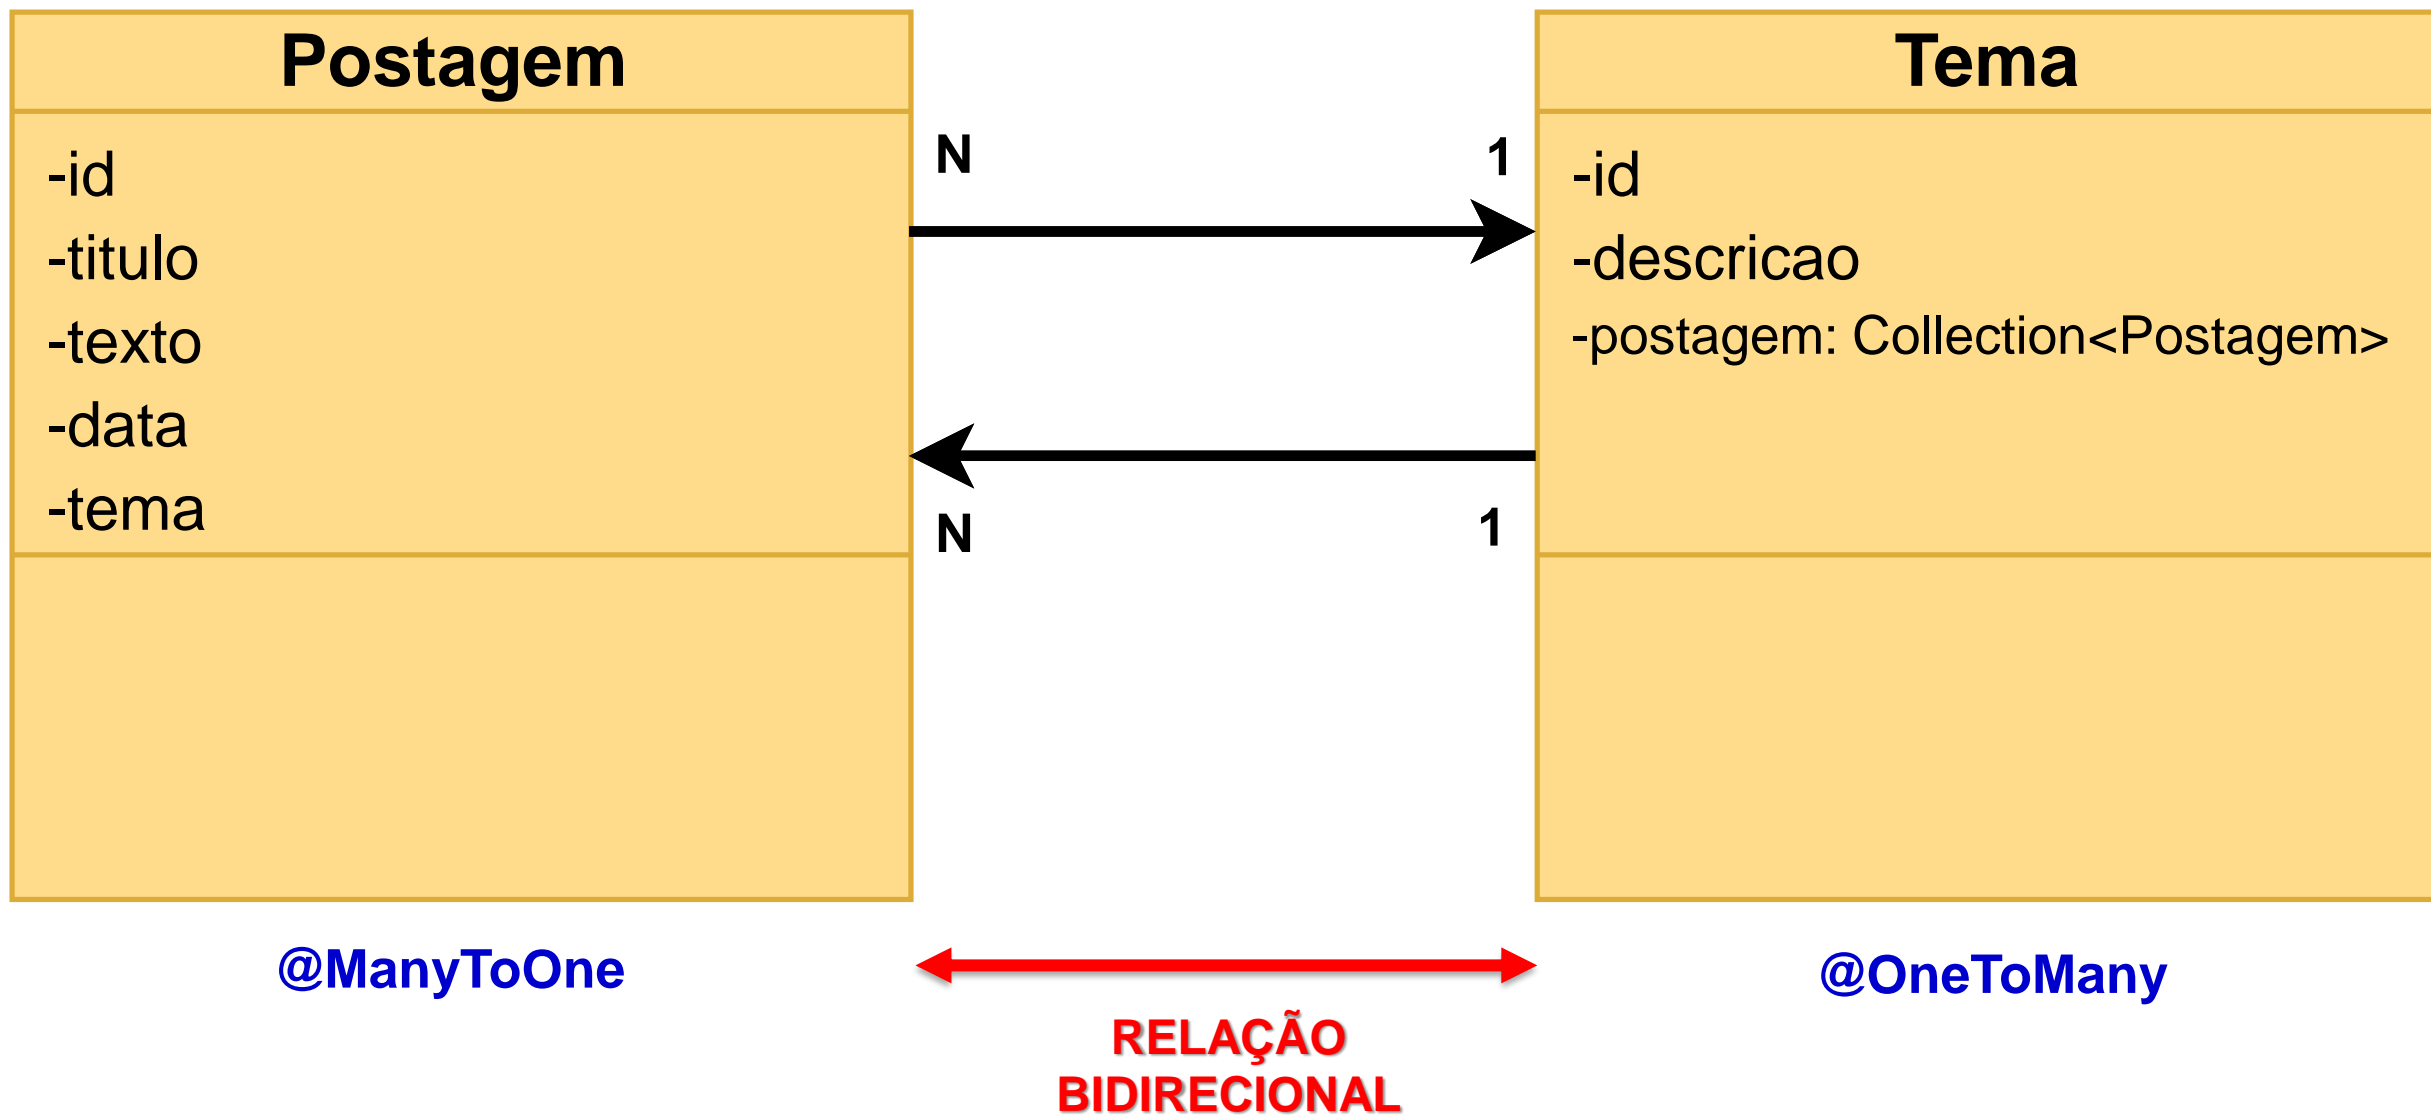 Postagem
-id
-titulo
-texto
-data
-tema
N
1
N
1
Tema
-id
-descricao
-postagem: Collection<Postagem>
@ManyToOne
RELAÇÃO
BIDIRECIONAL
@OneToMany